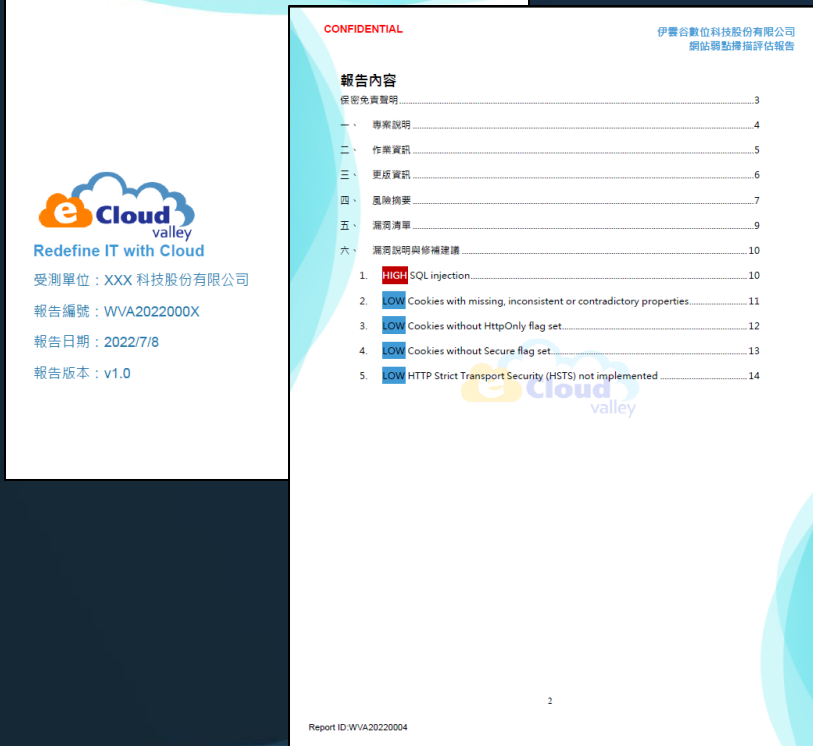 e Cloud
valley
Redefine IT with Cloud
受測單位：XXX 科技股份有限公司
報告編號：WVA2022000X
報告日期：2022/7/8
報告版本：v1.0
CONFIDENTIAL
伊雲谷數位科技股份有限公司
網站弱點掃描評估報告
報告內容
保密免責聲明 3
一、 專案說明 4
二、 作業資訊 5
三、 更版資訊 6
四、 風險摘要 7
五、 漏洞清單 9
六、 漏洞說明與修補建議 10
1. HIGH SQL injection 10
2. LOW Cookies with missing, inconsistent or contradictory properties 11
3. LOW Cookies without HttpOnly flag set 12
4. LOW Cookies without Secure flag set 13
5. LOW HTTP Strict Transport Security (HSTS) not implemented 14
e Cloud
valley
2
Report ID:WVA20220004